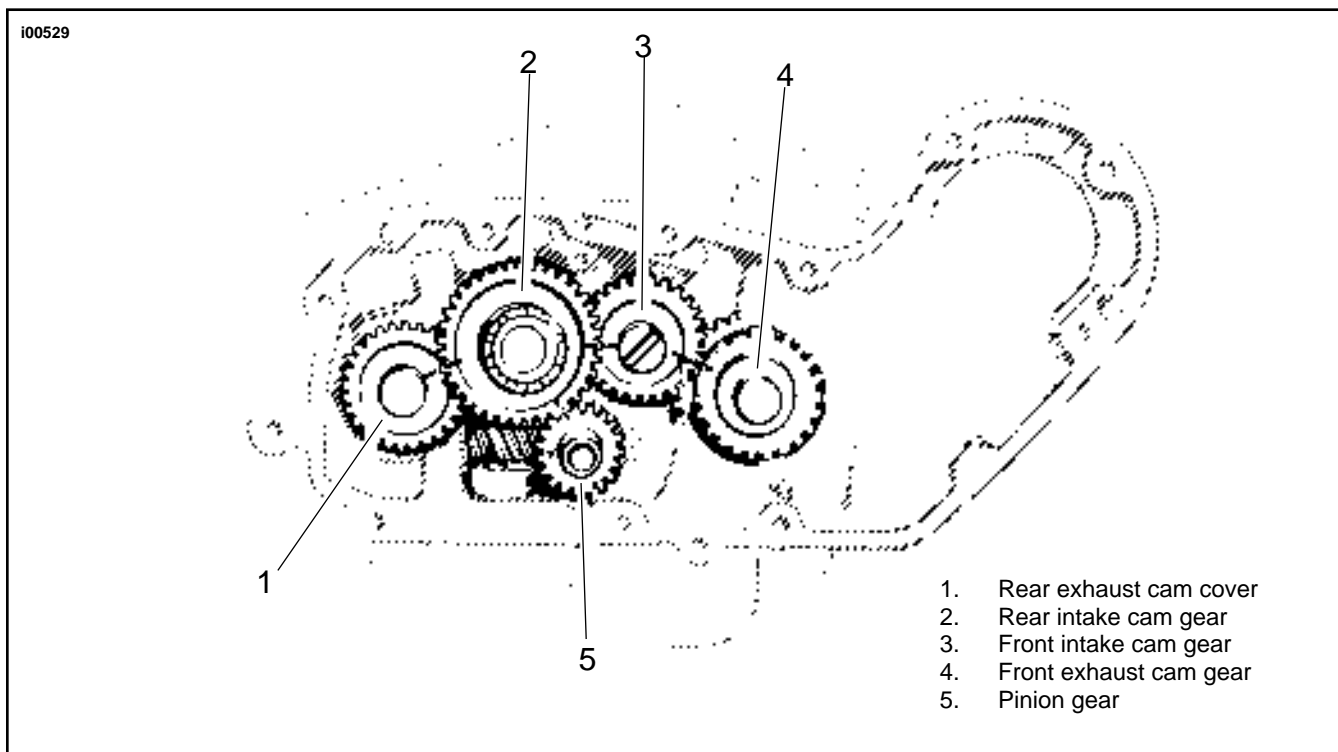 i00529
2
3
4
1
5
1. Rear exhaust cam cover
2. Rear intake cam gear
3. Front intake cam gear
4. Front exhaust cam gear
5. Pinion gear